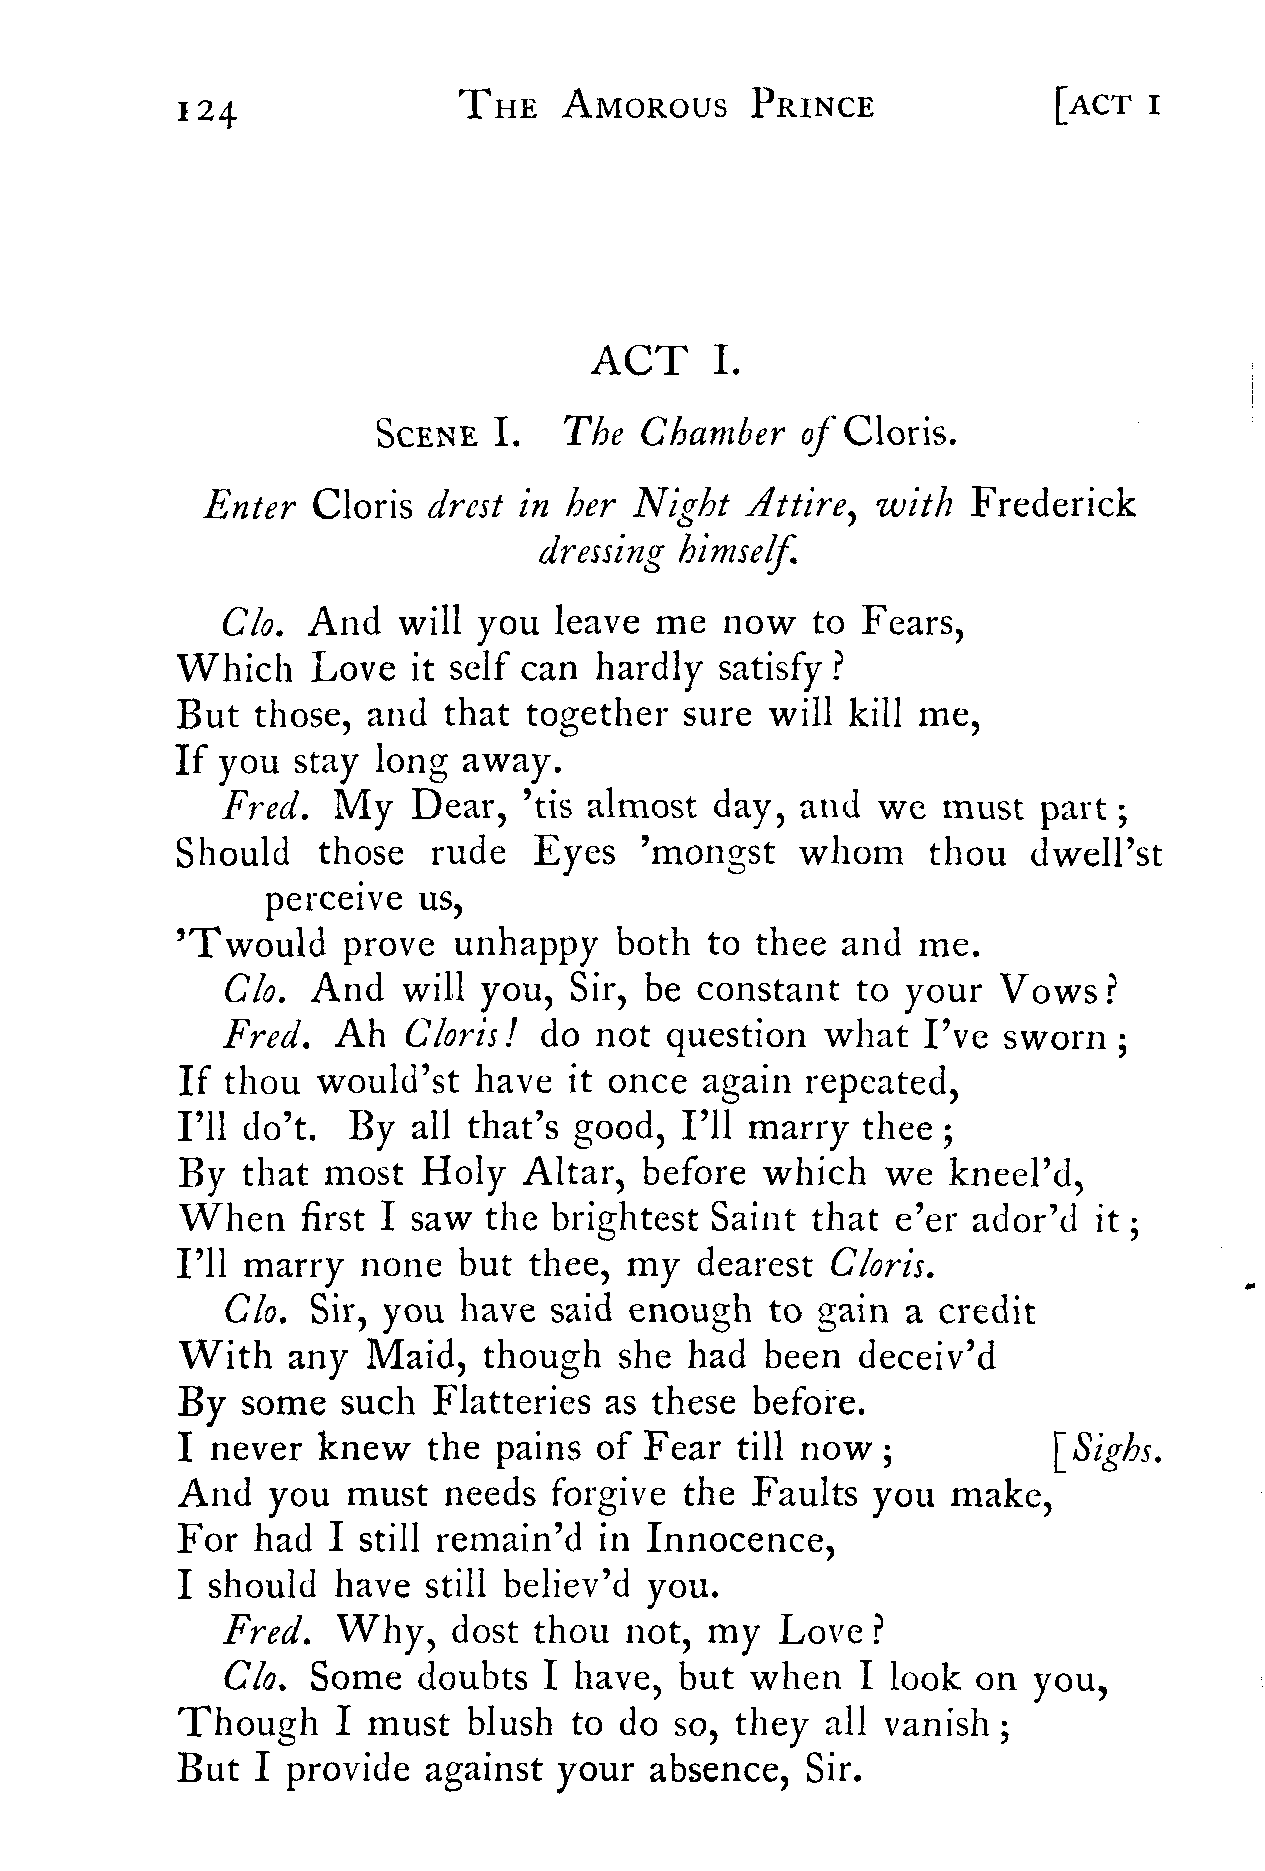 124 THE AMOROUS PRINCE [ACT I
ACT I.
SCENE I. The Chamber of Cloris.
Enter Cloris drest in her Night Attire, with Frederick
dressing himself.
Clo. And will you leave me now to Fears,
Which Love it self can hardly satisfy?
But those, and that together sure will kill me,
If you stay long away.
Fred. My Dear, 'tis almost day, and we must part;
Should those rude Eyes 'mongst whom thou dwell'st
perceive us,
'Twould prove unhappy both to thee and me.
Clo. And will you, Sir, be constant to your Vows?
Fred. Ah Cloris! do not question what I've sworn;
If thou would'st have it once again repeated,
I'll do't. By all that's good, I'll marry thee;
By that most Holy Altar, before which we kneel'd,
When first I saw the brightest Saint that e'er ador'd it;
I'll marry none but thee, my dearest Cloris.
Clo. Sir, you have said enough to gain a credit
With any Maid, though she had been deceiv'd
By some such Flatteries as these before.
I never knew the pains of Fear till now; [Sighs.
And you must needs forgive the Faults you make,
For had I still remain'd in Innocence,
I should have still believ'd you.
Fred. Why, dost thou not, my Love?
Clo. Some doubts I have, but when I look on you,
Though I must blush to do so, they all vanish;
But I provide against your absence, Sir.